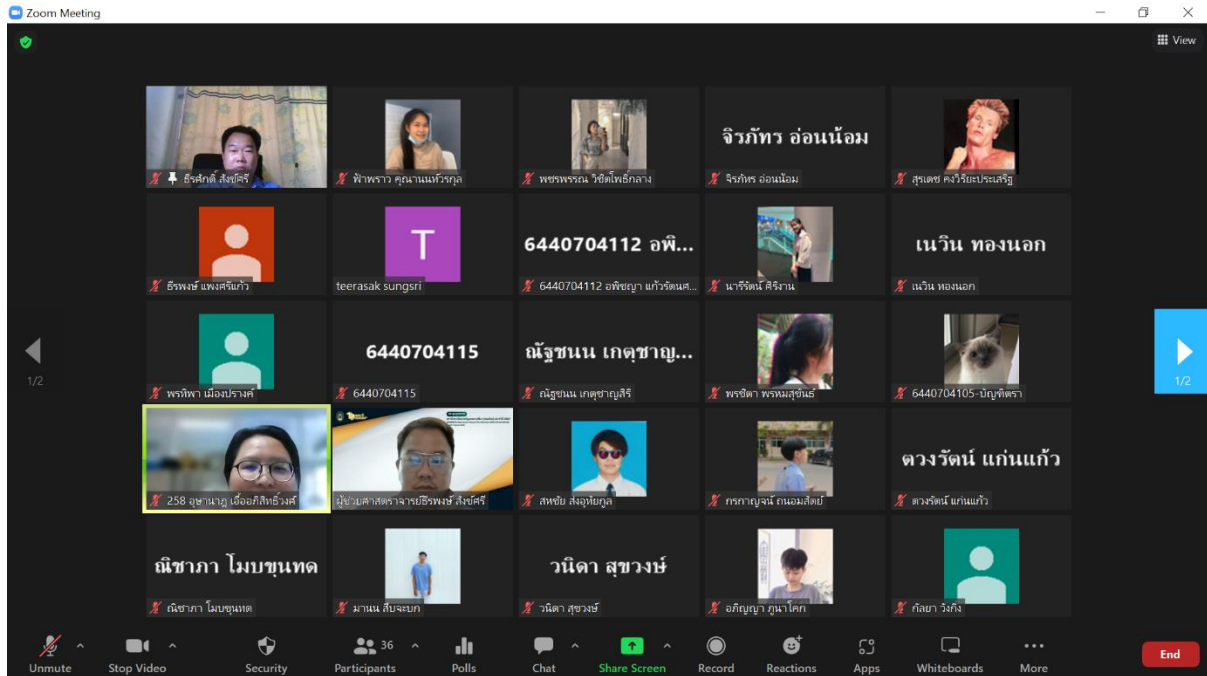 Zoom Meeting
View
ธีรศักดิ์ สังข์ศรี
ฟ้าพราว คุณานนท์วรกุล
พชรพรรณ วิชิตโพธิ์กลาง
จิรภัทร อ่อนน้อม
จิรภัทร อ่อนน้อม
สุรเดช คงวิริยะประเสริฐ
ธีรพงษ์ แพงศรีแก้ว
T
teerasak sungsri
6440704112 อพิ...
6440704112 อพิชญา แก้วรัตนศ...
นารีรัตน์ ศิริงาน
เนวิน ทองนอก
เนวิน ทองนอก
1/2
พรทิพา เมืองปรางค์
6440704115
6440704115
ณัฐชนน เกตุชาญ...
ณัฐชนน เกตุชาญสิริ
พรชิตา พรหมสุขันธ์
6440704105-บัณฑิตรา
1/2
258 อุษานาฎ เอื้ออภิสิทธิ์วงศ์
ผู้ช่วยศาสตราจารย์ธีรพงษ์ สังข์ศรี
สหชัย ส่งอุทัยกุล
กรกาญจน์ ถนอมสัตย์
ดวงรัตน์ แก่นแก้ว
ดวงรัตน์ แก่นแก้ว
ณิชาภา โมบขุนทด
ณิชาภา โมบขุนทด
มานน สืบจะบก
วนิดา สุขวงษ์
วนิดา สุขวงษ์
อภิญญา ภูนาโคก
กัลยา วังกึ่ง
Unmute
Stop Video
Security
36
Participants
Polls
Chat
Share Screen
Record
Reactions
Apps
Whiteboards
More
End